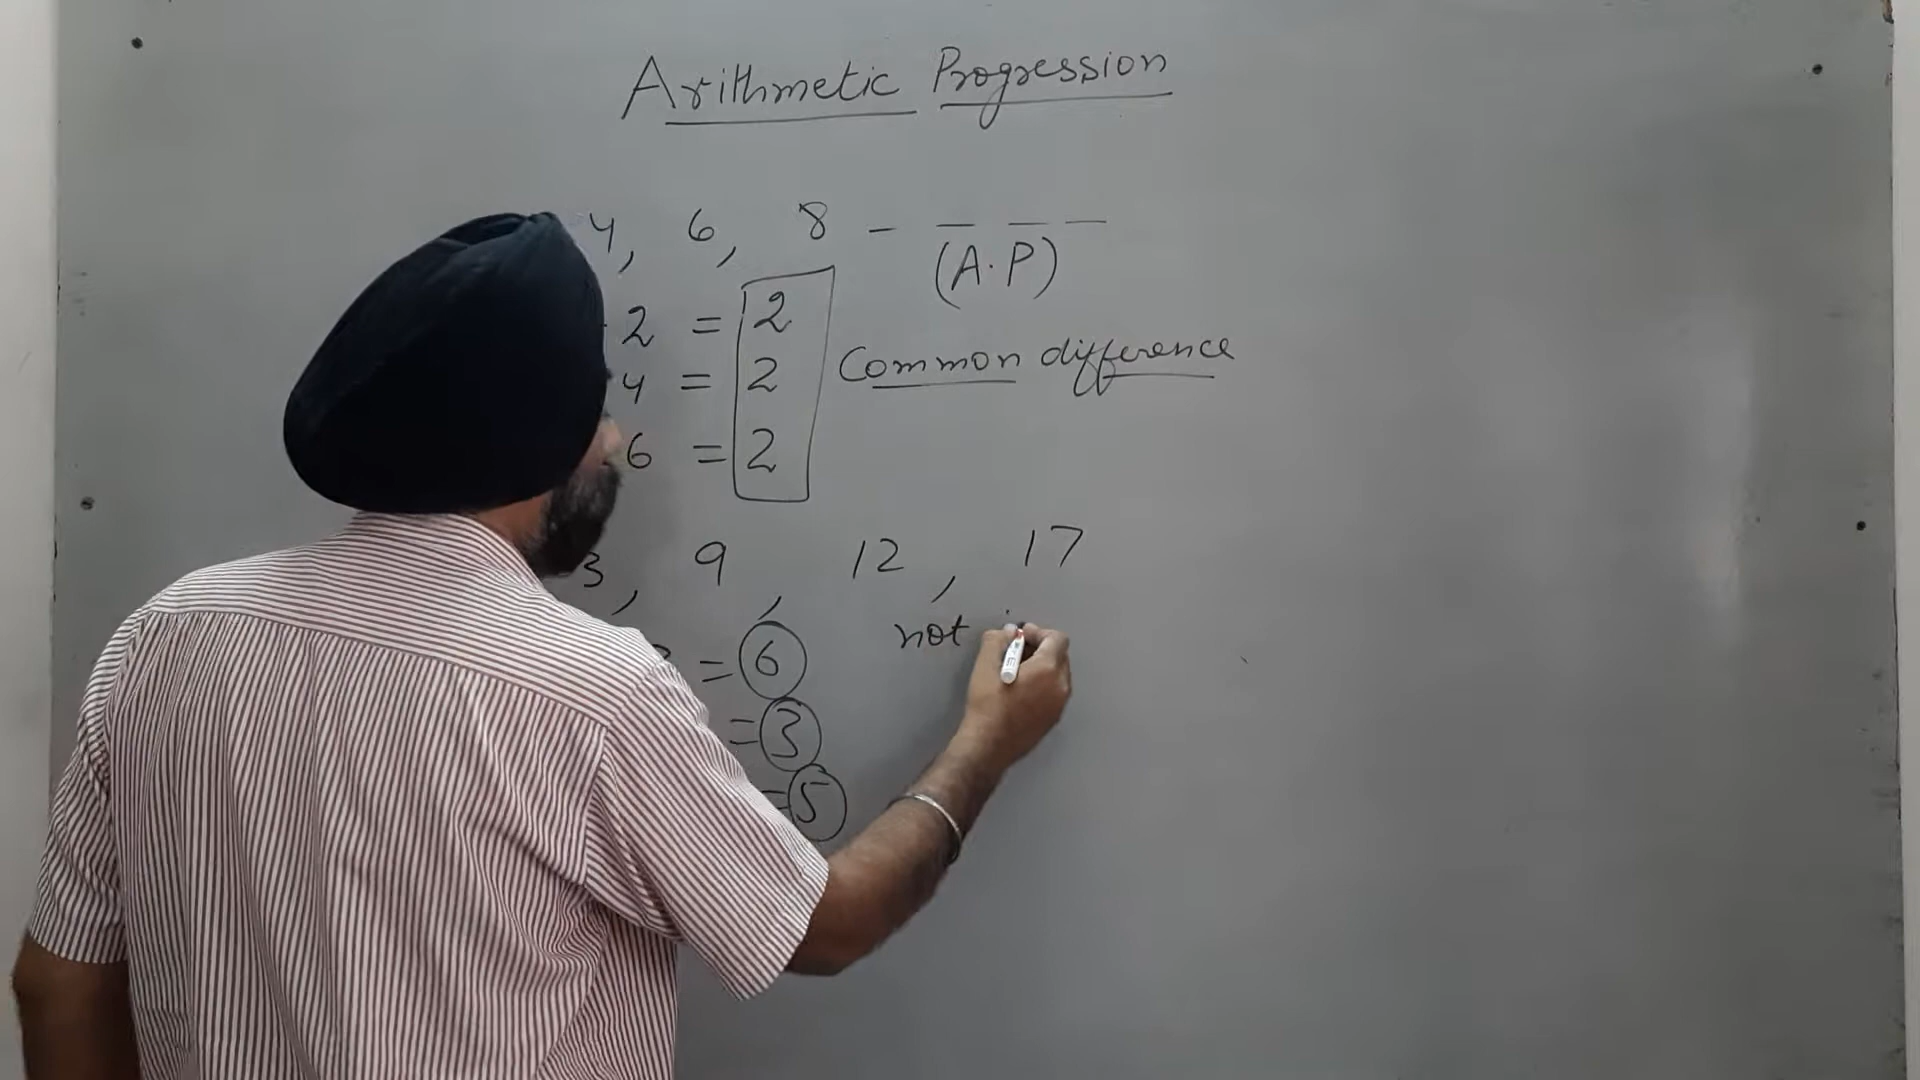 Arithmetic Progression
4, 6, 8 - _ _ _
(A.P)
2 = 2
4 = 2
6 = 2
Common difference
3, 9, 12, 17
= 6
= 3
= 5
not